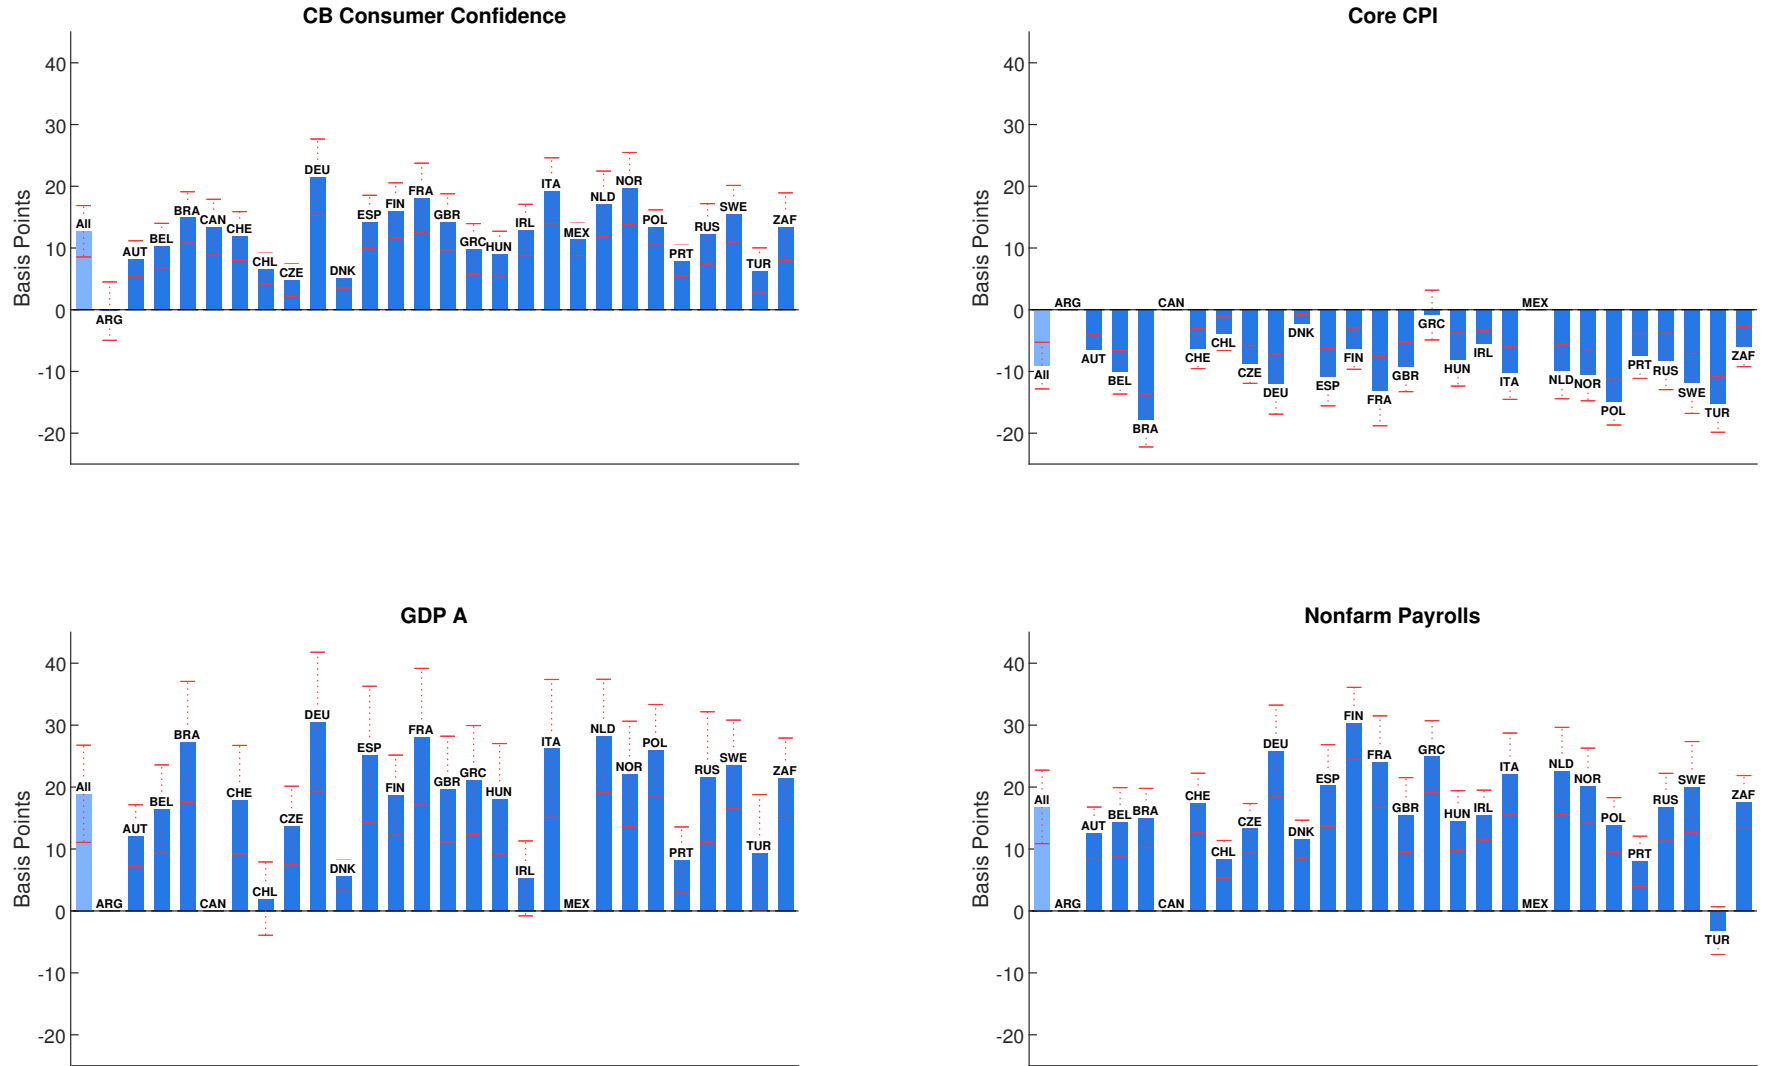 CB Consumer Confidence
Basis Points
40
30
20
10
0
-10
-20
All
ARG
AUT
BEL
BRA
CAN
CHE
CHL
CZE
DEU
DNK
ESP
FIN
FRA
GBR
GRC
HUN
IRL
ITA
MEX
NLD
NOR
POL
PRT
RUS
SWE
TUR
ZAF
Core CPI
Basis Points
40
30
20
10
0
-10
-20
All
ARG
AUT
BEL
BRA
CAN
CHE
CHL
CZE
DEU
DNK
ESP
FIN
FRA
GBR
GRC
HUN
IRL
ITA
MEX
NLD
NOR
POL
PRT
RUS
SWE
TUR
ZAF
GDP A
Basis Points
40
30
20
10
0
-10
-20
All
ARG
AUT
BEL
BRA
CAN
CHE
CHL
CZE
DEU
DNK
ESP
FIN
FRA
GBR
GRC
HUN
IRL
ITA
MEX
NLD
NOR
POL
PRT
RUS
SWE
TUR
ZAF
Nonfarm Payrolls
Basis Points
40
30
20
10
0
-10
-20
All
ARG
AUT
BEL
BRA
CAN
CHE
CHL
CZE
DEU
DNK
ESP
FIN
FRA
GBR
GRC
HUN
IRL
ITA
MEX
NLD
NOR
POL
PRT
RUS
SWE
TUR
ZAF